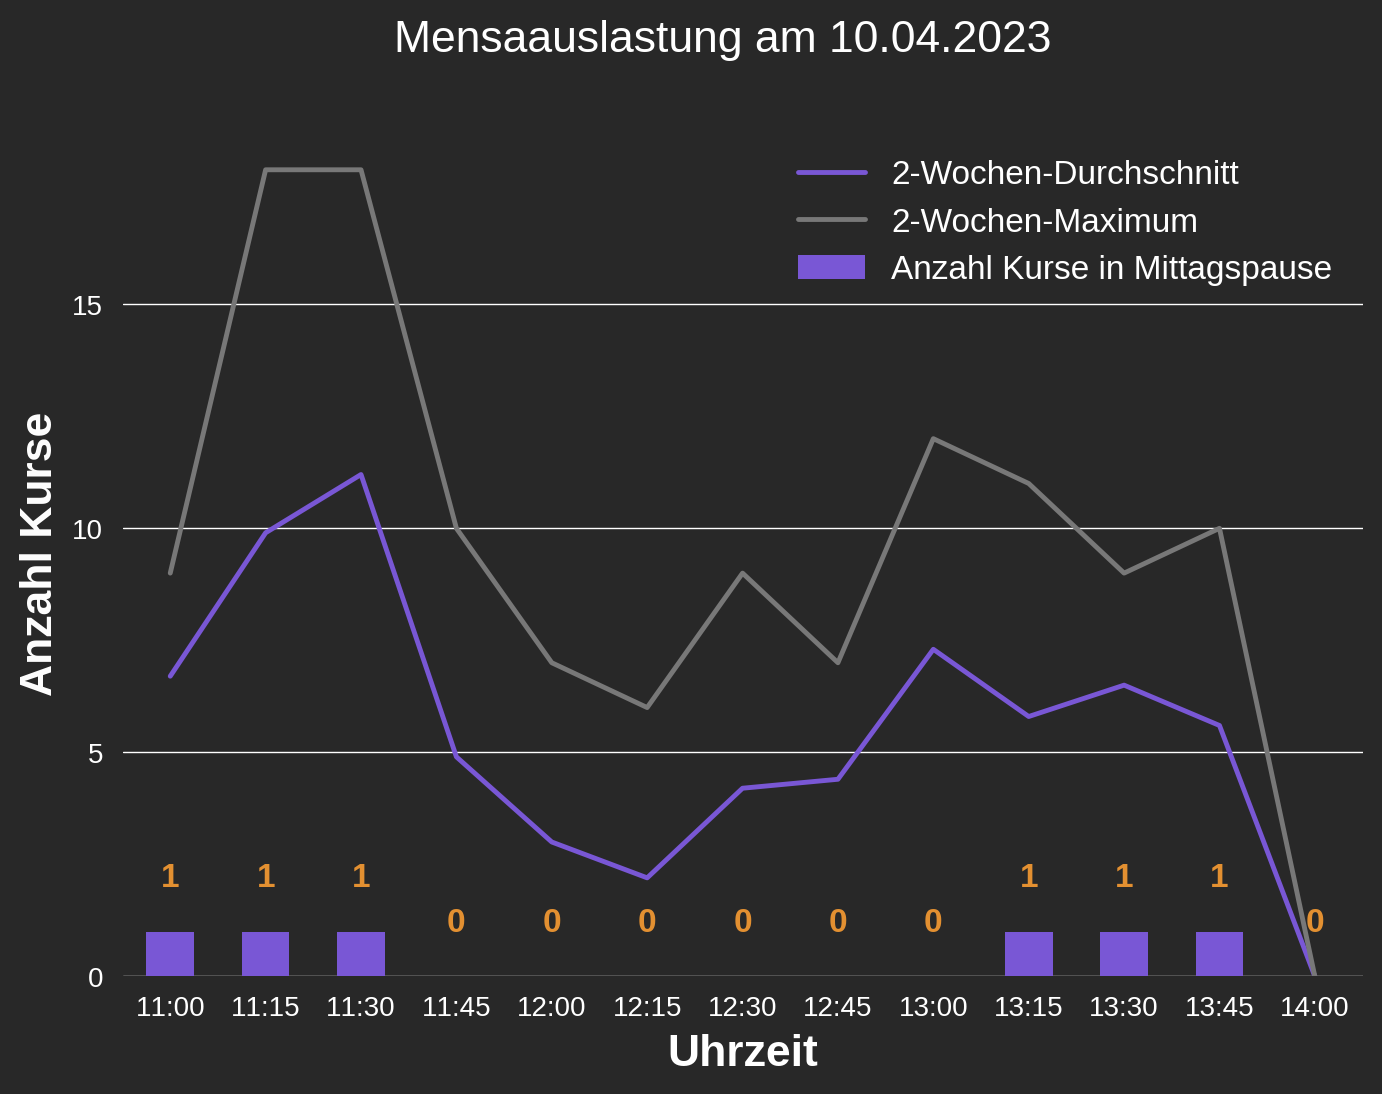 Mensaauslastung am 10.04.2023
2-Wochen-Durchschnitt
2-Wochen-Maximum
Anzahl Kurse in Mittagspause
Anzahl Kurse
15
10
5
0
1 1 1 0 0 0 0 0 0 1 1 1 0
11:00 11:15 11:30 11:45 12:00 12:15 12:30 12:45 13:00 13:15 13:30 13:45 14:00
Uhrzeit